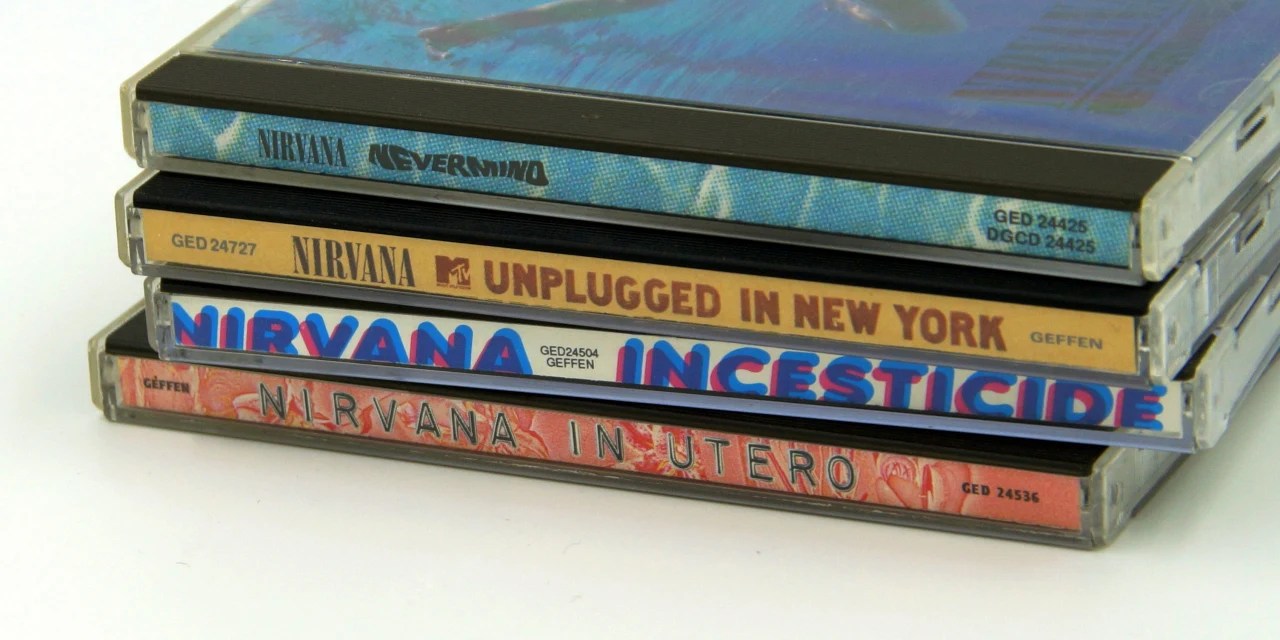 NIRVANA NEVERMIND GED 24425
DGCD 24425
GED 24727 NIRVANA MTV UNPLUGGED IN NEW YORK GEFFEN
NIRVANA GED24504
GEFFEN INCESTICIDE
GEFFEN NIRVANA IN UTERO GED 24536